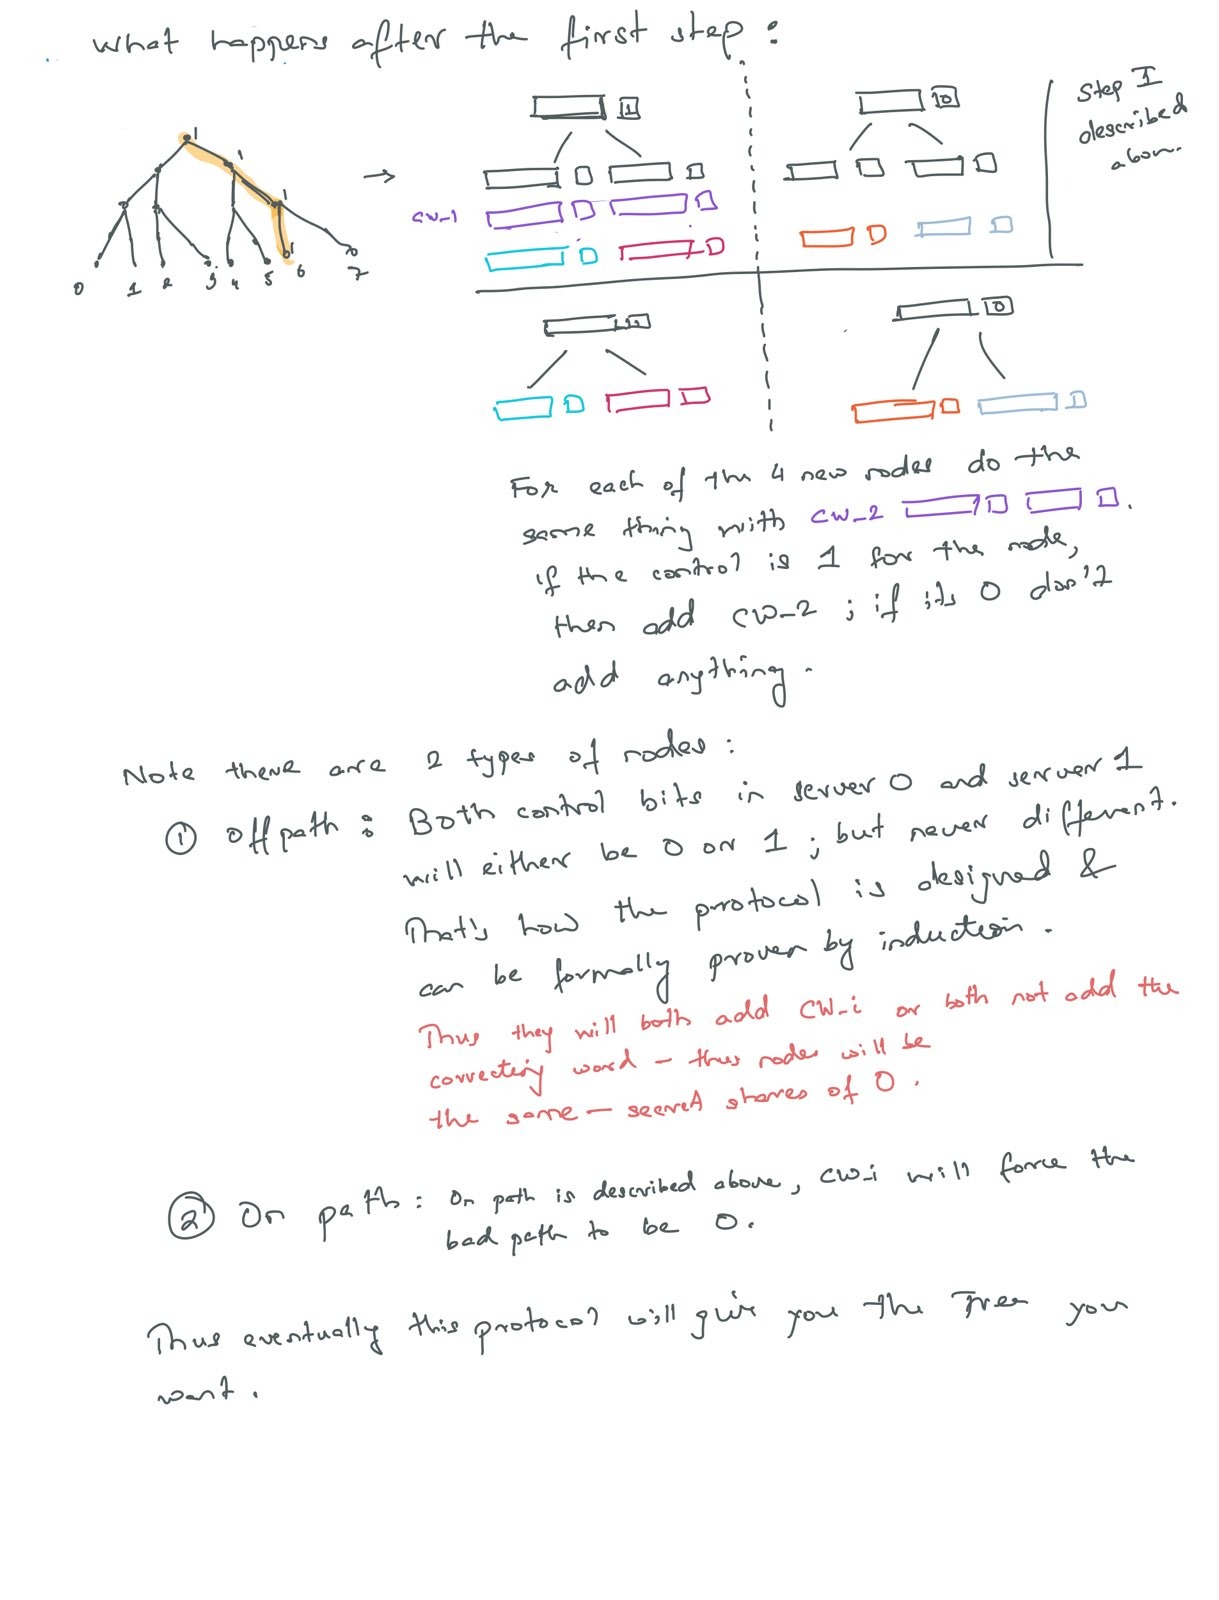 What happens after the first step :
Step I
described
above.
1
1
1
1
0
0 1 2 3 4 5 6 7
1
0
CW_1
1
0
For each of the 4 new nodes do the
same thing with CW_2
if the control is 1 for the node,
then add CW_2 ; if its 0 don't
add anything.
Note there are 2 types of nodes :
① Off path : Both control bits in server 0 and server 1
will either be 0 or 1 ; but never different.
That's how the protocol is designed &
can be formally proven by induction.
Thus they will both add CW_i or both not add the
correcting word – thus nodes will be
the same – secret shares of 0.
② On path : On path is described above, CW_i will force the
bad path to be 0.
Thus eventually this protocol will give you the Tree you
want.